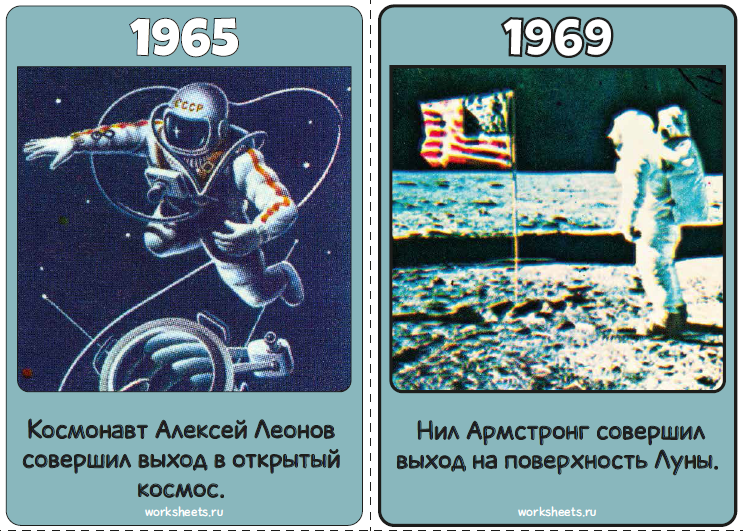 1965
СССР
Космонавт Алексей Леонов
совершил выход в открытый
космос.
worksheets.ru
1969
Нил Армстронг совершил
выход на поверхность Луны.
worksheets.ru